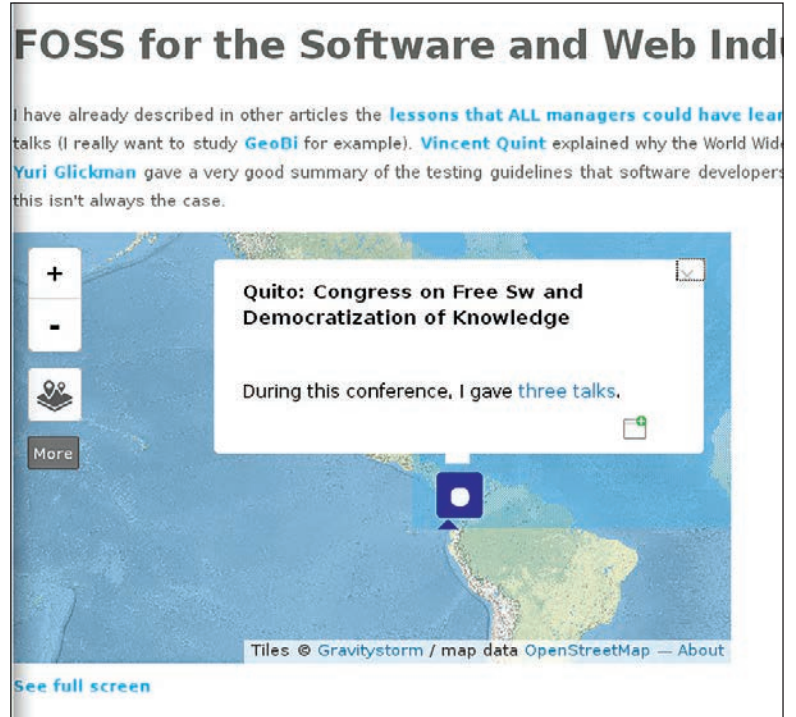 FOSS for the Software and Web Indu
I have already described in other articles the lessons that ALL managers could have lear
talks (I really want to study GeoBi for example). Vincent Quint explained why the World Wide
Yuri Glickman gave a very good summary of the testing guidelines that software developers
this isn't always the case.
+
-
More
Quito: Congress on Free Sw and
Democratization of Knowledge
During this conference, I gave three talks.
Tiles © Gravitystorm / map data OpenStreetMap — About
See full screen